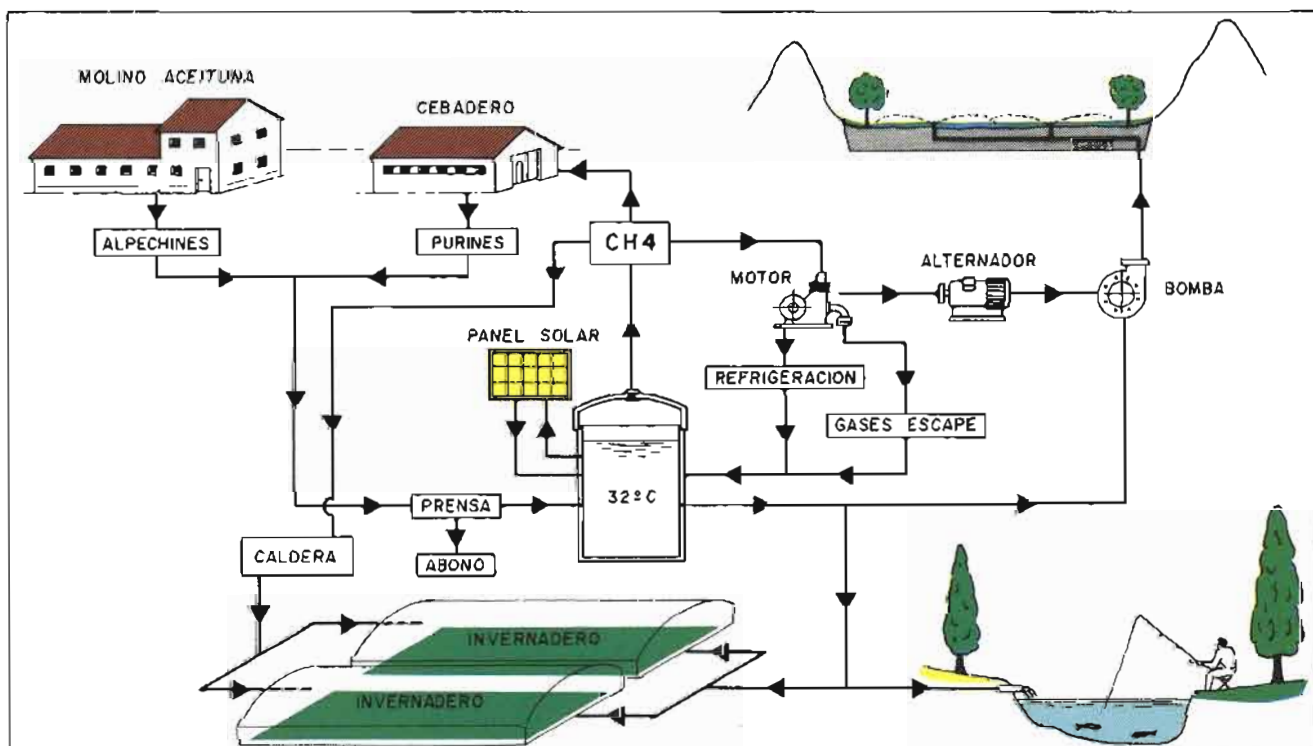 MOLINO ACEITUNA
CEBADERO
ALPECHINES
PURINES
CH4
MOTOR
ALTERNADOR
BOMBA
PANEL SOLAR
REFRIGERACION
GASES ESCAPE
32ºC
PRENSA
CALDERA
ABONO
INVERNADERO
INVERNADERO